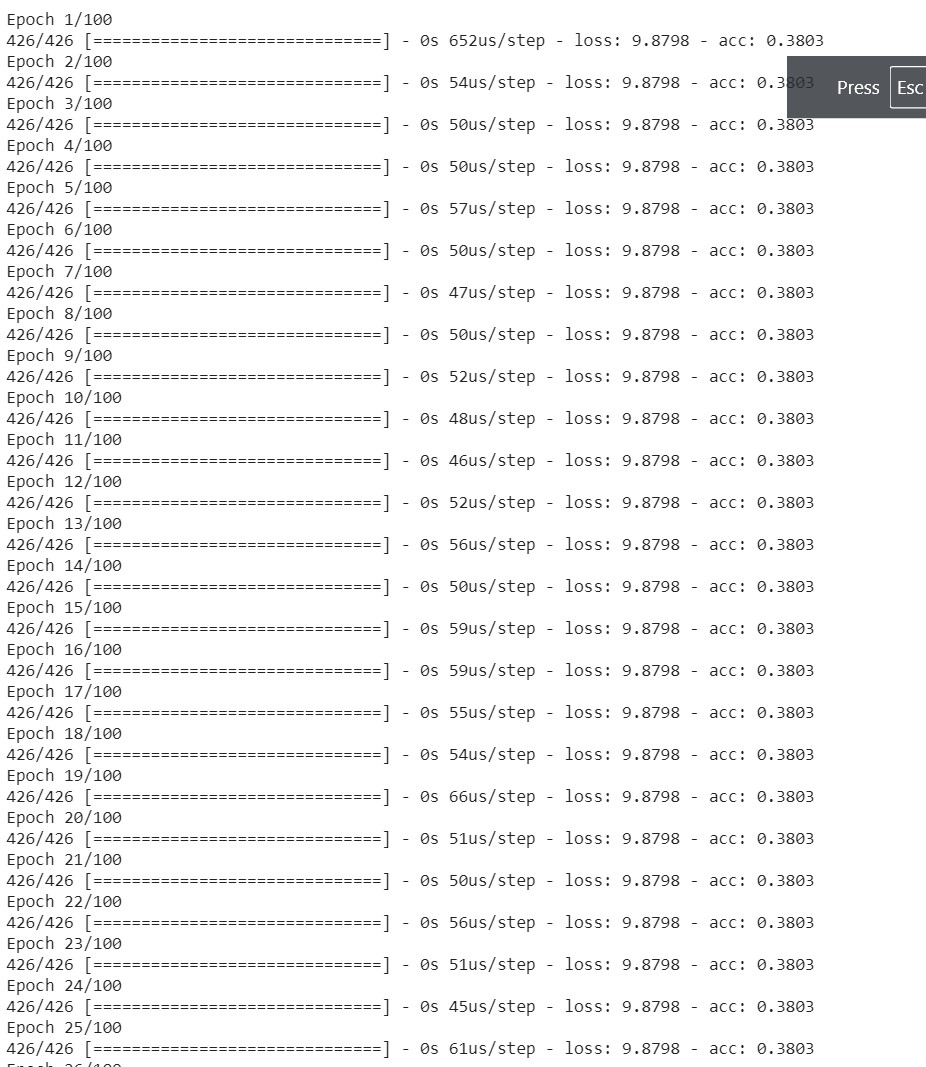 Epoch 1/100
426/426 [==============================] - 0s 652us/step - loss: 9.8798 - acc: 0.3803
Epoch 2/100
426/426 [==============================] - 0s 54us/step - loss: 9.8798 - acc: 0.3803
Press Esc
Epoch 3/100
426/426 [==============================] - 0s 50us/step - loss: 9.8798 - acc: 0.3803
Epoch 4/100
426/426 [==============================] - 0s 50us/step - loss: 9.8798 - acc: 0.3803
Epoch 5/100
426/426 [==============================] - 0s 57us/step - loss: 9.8798 - acc: 0.3803
Epoch 6/100
426/426 [==============================] - 0s 50us/step - loss: 9.8798 - acc: 0.3803
Epoch 7/100
426/426 [==============================] - 0s 47us/step - loss: 9.8798 - acc: 0.3803
Epoch 8/100
426/426 [==============================] - 0s 50us/step - loss: 9.8798 - acc: 0.3803
Epoch 9/100
426/426 [==============================] - 0s 52us/step - loss: 9.8798 - acc: 0.3803
Epoch 10/100
426/426 [==============================] - 0s 48us/step - loss: 9.8798 - acc: 0.3803
Epoch 11/100
426/426 [==============================] - 0s 46us/step - loss: 9.8798 - acc: 0.3803
Epoch 12/100
426/426 [==============================] - 0s 52us/step - loss: 9.8798 - acc: 0.3803
Epoch 13/100
426/426 [==============================] - 0s 56us/step - loss: 9.8798 - acc: 0.3803
Epoch 14/100
426/426 [==============================] - 0s 50us/step - loss: 9.8798 - acc: 0.3803
Epoch 15/100
426/426 [==============================] - 0s 59us/step - loss: 9.8798 - acc: 0.3803
Epoch 16/100
426/426 [==============================] - 0s 59us/step - loss: 9.8798 - acc: 0.3803
Epoch 17/100
426/426 [==============================] - 0s 55us/step - loss: 9.8798 - acc: 0.3803
Epoch 18/100
426/426 [==============================] - 0s 54us/step - loss: 9.8798 - acc: 0.3803
Epoch 19/100
426/426 [==============================] - 0s 66us/step - loss: 9.8798 - acc: 0.3803
Epoch 20/100
426/426 [==============================] - 0s 51us/step - loss: 9.8798 - acc: 0.3803
Epoch 21/100
426/426 [==============================] - 0s 50us/step - loss: 9.8798 - acc: 0.3803
Epoch 22/100
426/426 [==============================] - 0s 56us/step - loss: 9.8798 - acc: 0.3803
Epoch 23/100
426/426 [==============================] - 0s 51us/step - loss: 9.8798 - acc: 0.3803
Epoch 24/100
426/426 [==============================] - 0s 45us/step - loss: 9.8798 - acc: 0.3803
Epoch 25/100
426/426 [==============================] - 0s 61us/step - loss: 9.8798 - acc: 0.3803